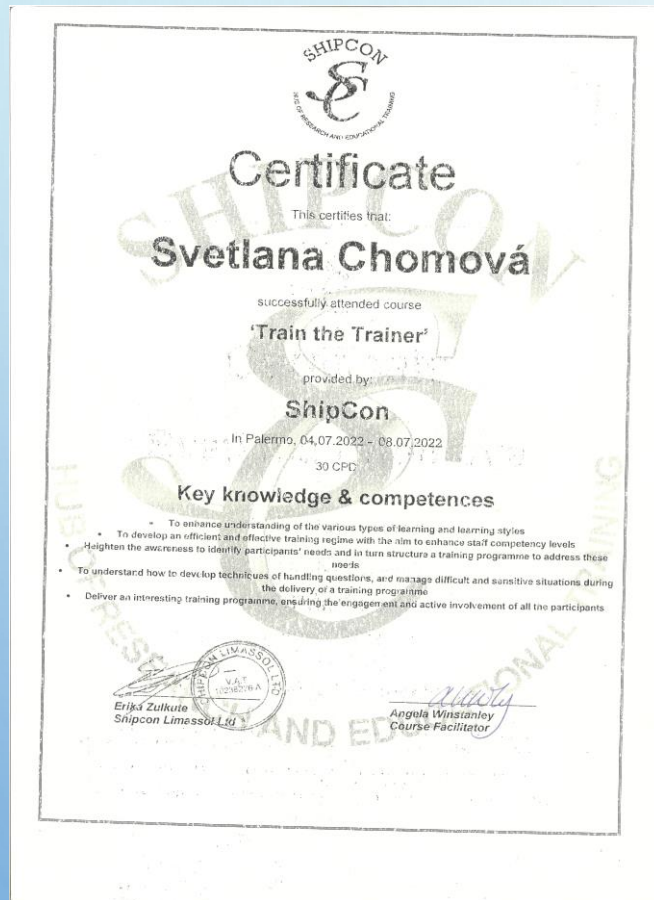 SHIPCON
HUB OF RESEARCH AND EDUCATIONAL TRAINING
Certificate
This certifies that:
Svetlana Chomová
successfully attended course
'Train the Trainer'
provided by:
ShipCon
In Palermo, 04.07.2022 - 08.07.2022
30 CPD
Key knowledge & competences
• To enhance understanding of the various types of learning and learning styles
• To develop an efficient and effective training regime with the aim to enhance staff competency levels
• Heighten the awareness to identify participants' needs and in turn structure a training programme to address these
needs
• To understand how to develop techniques of handling questions, and manage difficult and sensitive situations during
the delivery of a training programme
• Deliver an interesting training programme, ensuring the engagement and active involvement of all the participants
SHIPCON LIMASSOL LTD
V.A.T
Erika Zulkute
Shipcon Limassol Ltd
Angela Winstanley
Course Facilitator